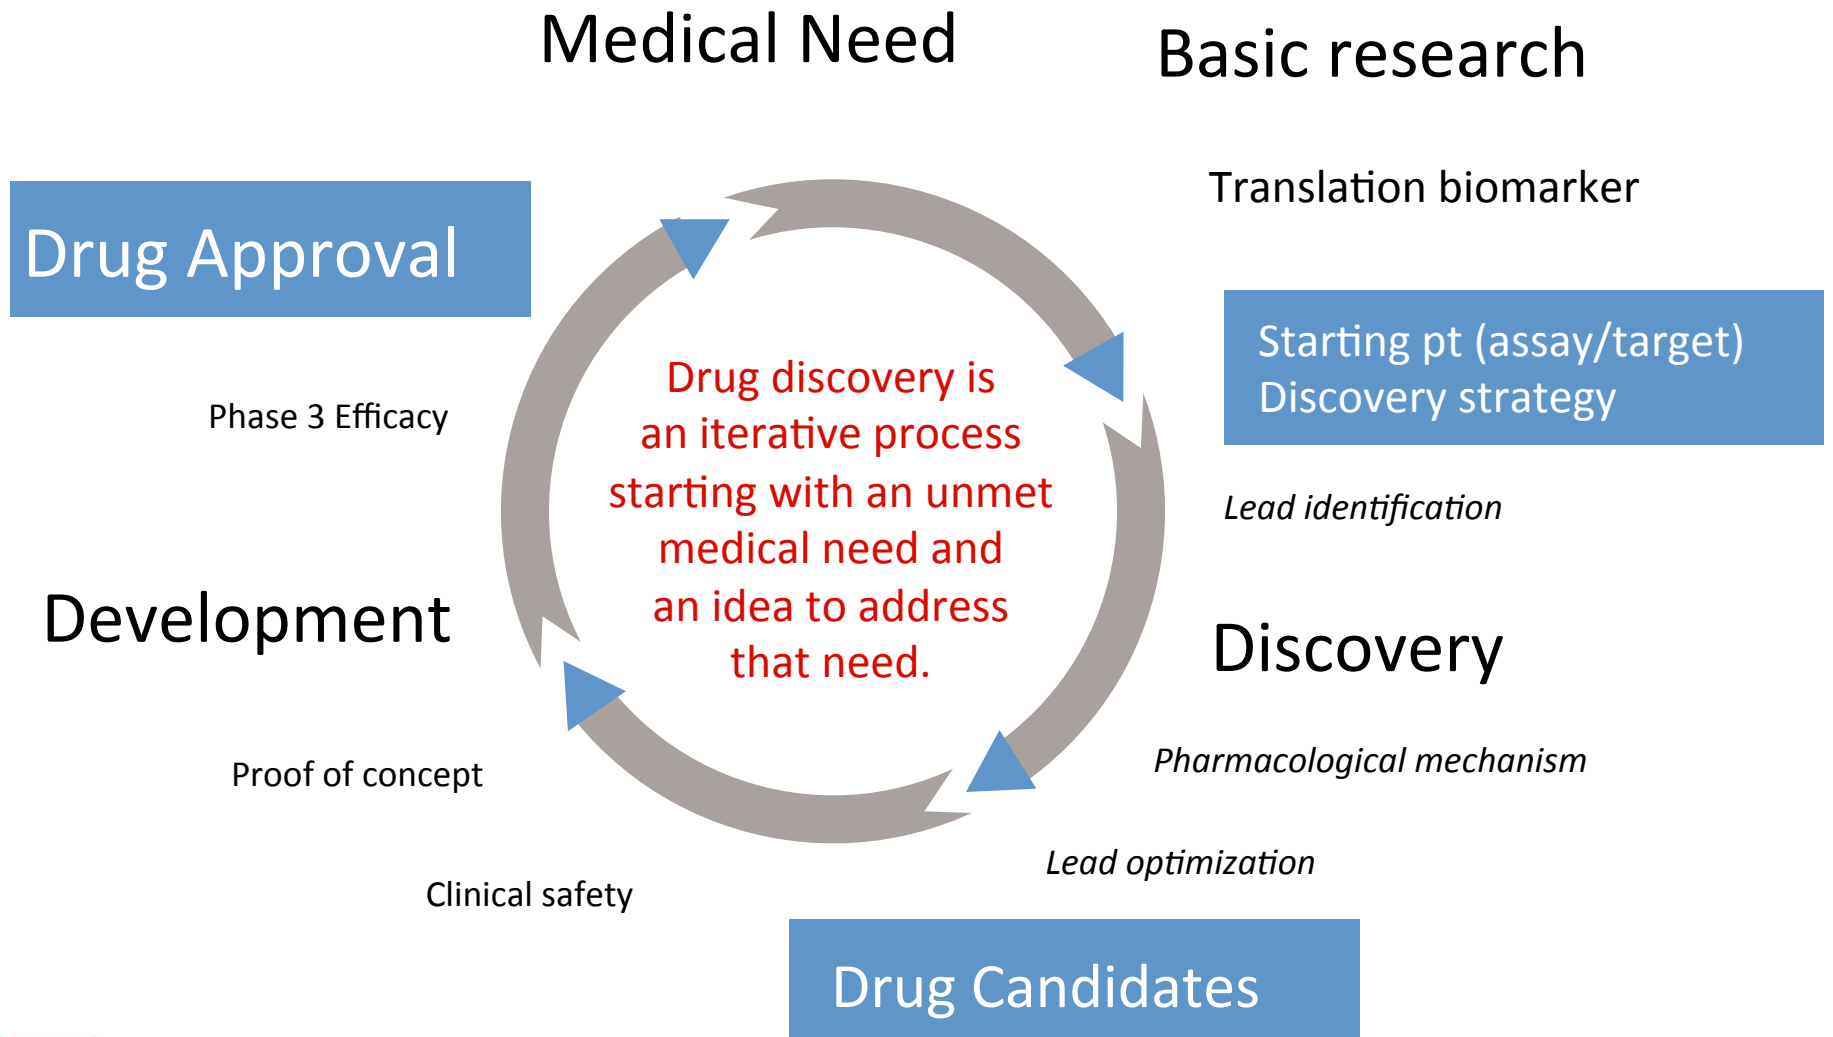 Medical Need
Basic research
Translation biomarker
Drug Approval
Starting pt (assay/target)
Discovery strategy
Drug discovery is
an iterative process
starting with an unmet
medical need and
an idea to address
that need.
Phase 3 Efficacy
Lead identification
Development
Discovery
Proof of concept
Pharmacological mechanism
Lead optimization
Clinical safety
Drug Candidates